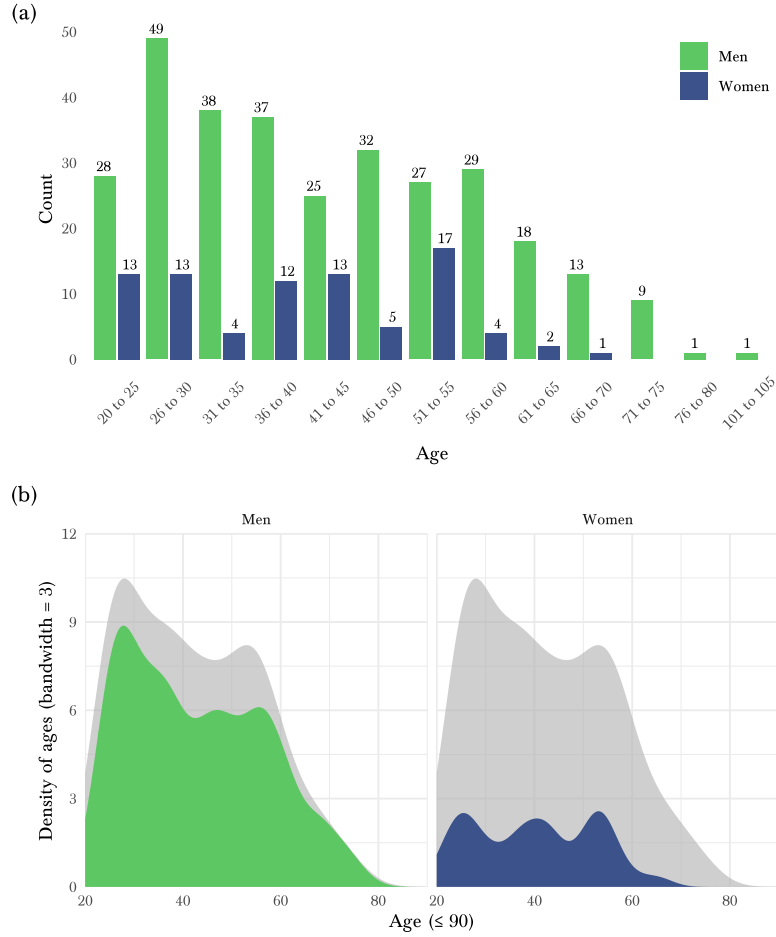 (a)
50
40
30
20
10
0
Count
49
38
37
32
28
29
27
25
18
17
13
13
12
13
13
9
5
4
4
2
1
1
1
Men
Women
20 to 25
26 to 30
31 to 35
36 to 40
41 to 45
46 to 50
51 to 55
56 to 60
61 to 65
66 to 70
71 to 75
76 to 80
101 to 105
Age
(b)
Men
Women
12
9
6
3
0
Density of ages (bandwidth = 3)
20
40
60
80
20
40
60
80
Age (≤ 90)